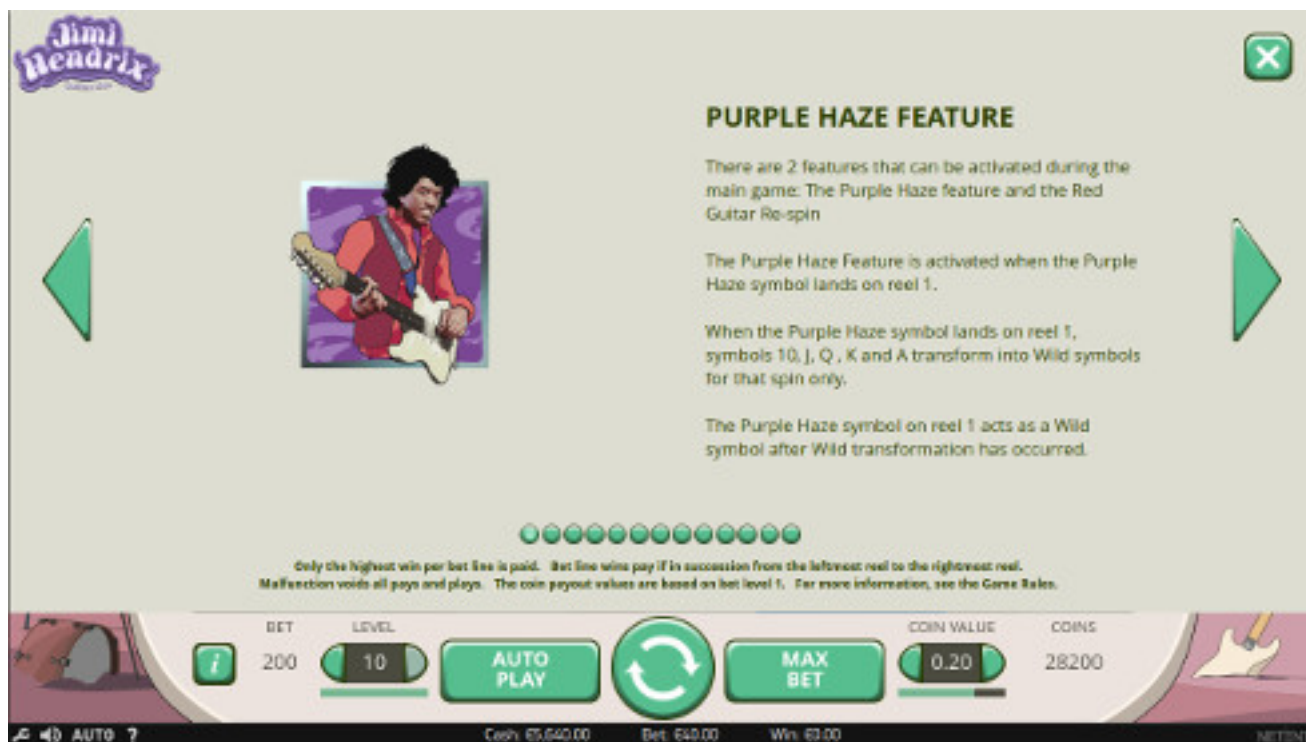 Jimi
Hendrix
PURPLE HAZE FEATURE
There are 2 features that can be activated during the
main game: The Purple Haze feature and the Red
Guitar Re-spin
The Purple Haze Feature is activated when the Purple
Haze symbol lands on reel 1.
When the Purple Haze symbol lands on reel 1,
symbols 10, J, Q , K and A transform into Wild symbols
for that spin only.
The Purple Haze symbol on reel 1 acts as a Wild
symbol after Wild transformation has occurred.
Only the highest win per bet line is paid. Bet line wins pay if in succession from the leftmost reel to the rightmost reel.
Malfunction voids all pays and plays. The coin payout values are based on bet level 1. For more information, see the Game Rules.
BET LEVEL COIN VALUE COINS
i 200 10 AUTO PLAY MAX BET 0.20 28200
AUTO ? Cash: €5,640.00 Bet: €40.00 Win: €0.00 NETENT